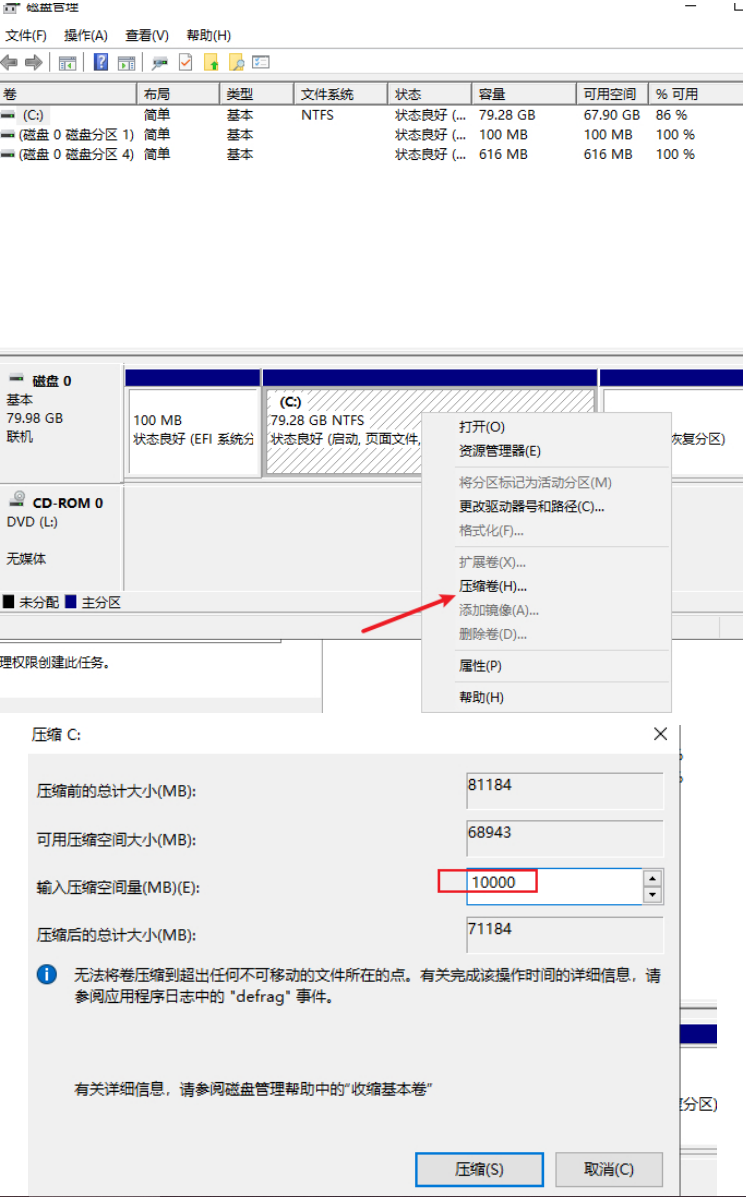 磁盘管理
文件(F) 操作(A) 查看(V) 帮助(H)
卷 布局 类型 文件系统 状态 容量 可用空间 % 可用
(C:) 简单 基本 NTFS 状态良好 (... 79.28 GB 67.90 GB 86 %
(磁盘 0 磁盘分区 1) 简单 基本 状态良好 (... 100 MB 100 MB 100 %
(磁盘 0 磁盘分区 4) 简单 基本 状态良好 (... 616 MB 616 MB 100 %
磁盘 0
基本
79.98 GB
联机
100 MB
状态良好 (EFI 系统分
(C:)
79.28 GB NTFS
状态良好 (启动, 页面文件,
恢复分区)
打开(O)
资源管理器(E)
将分区标记为活动分区(M)
更改驱动器号和路径(C)...
格式化(F)...
扩展卷(X)...
压缩卷(H)...
添加镜像(A)...
删除卷(D)...
属性(P)
帮助(H)
CD-ROM 0
DVD (L:)
无媒体
未分配 主分区
理权限创建此任务。
压缩 C:
压缩前的总计大小(MB): 81184
可用压缩空间大小(MB): 68943
输入压缩空间量(MB)(E): 10000
压缩后的总计大小(MB): 71184
无法将卷压缩到超出任何不可移动的文件所在的点。有关完成该操作时间的详细信息，请
参阅应用程序日志中的 "defrag" 事件。
有关详细信息，请参阅磁盘管理帮助中的“收缩基本卷”
分区)
压缩(S) 取消(C)